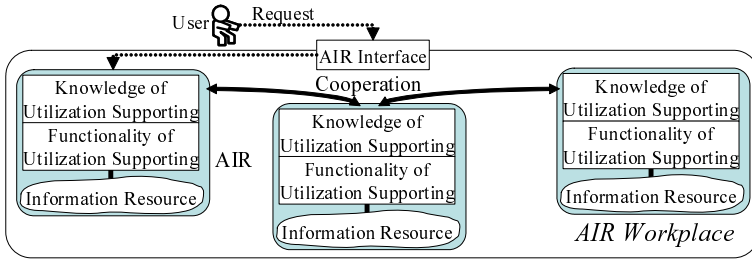 User
Request
AIR Interface
Cooperation
Knowledge of
Utilization Supporting
Functionality of
Utilization Supporting
Information Resource
AIR
Knowledge of
Utilization Supporting
Functionality of
Utilization Supporting
Information Resource
Knowledge of
Utilization Supporting
Functionality of
Utilization Supporting
Information Resource
AIR Workplace